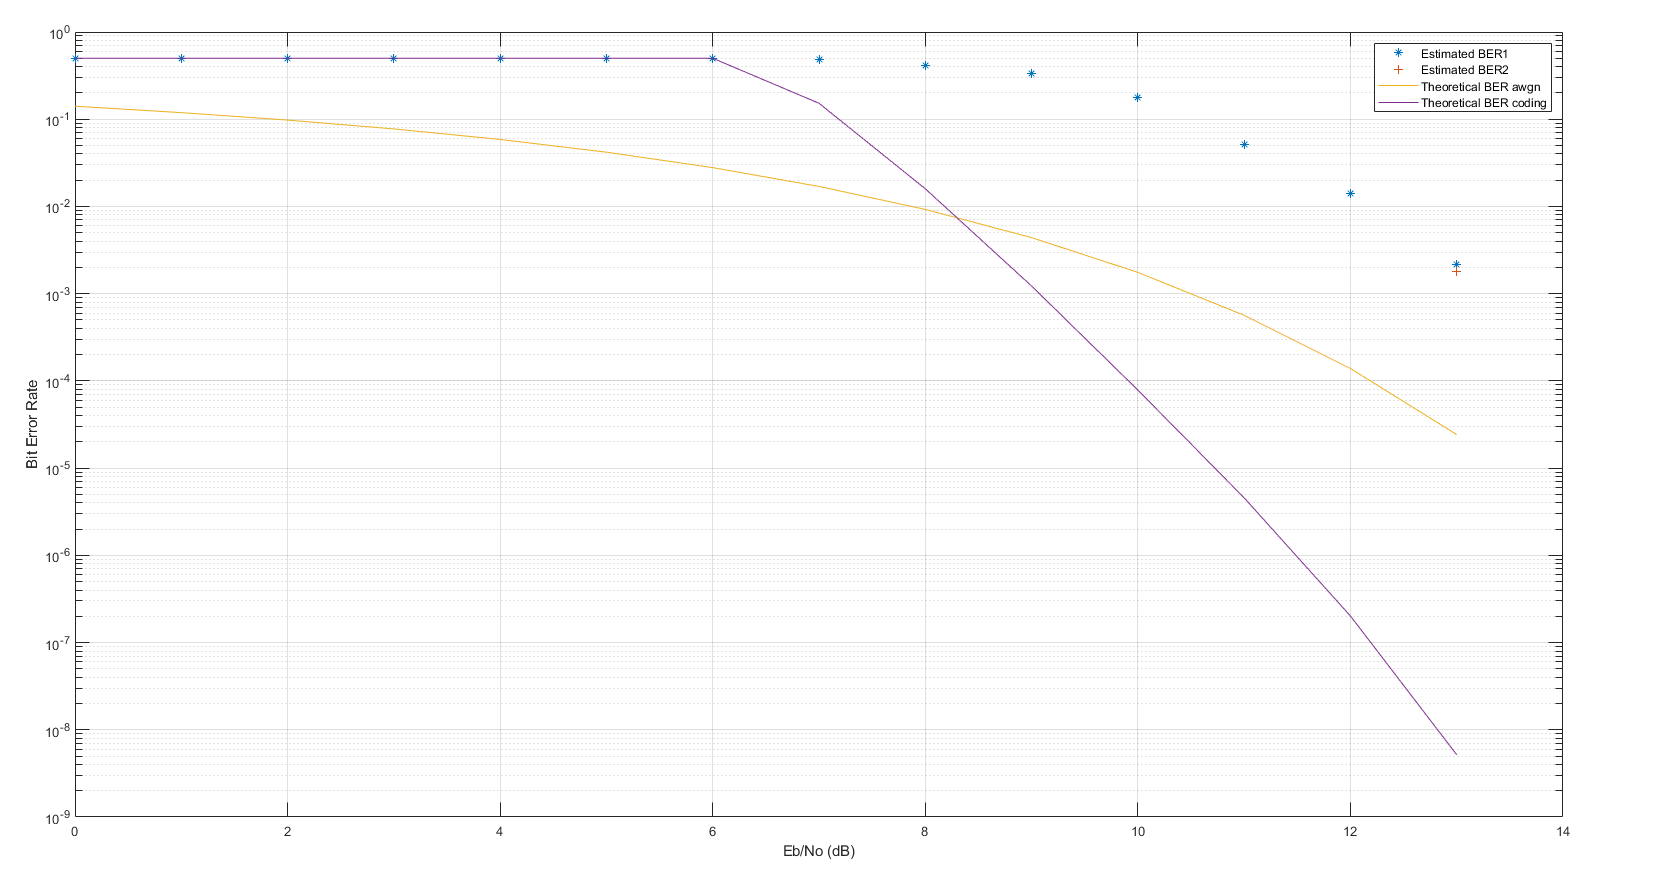 10^0
10^-1
10^-2
10^-3
10^-4
10^-5
10^-6
10^-7
10^-8
10^-9
Bit Error Rate
0 2 4 6 8 10 12 14
Eb/No (dB)
Estimated BER1
Estimated BER2
Theoretical BER awgn
Theoretical BER coding